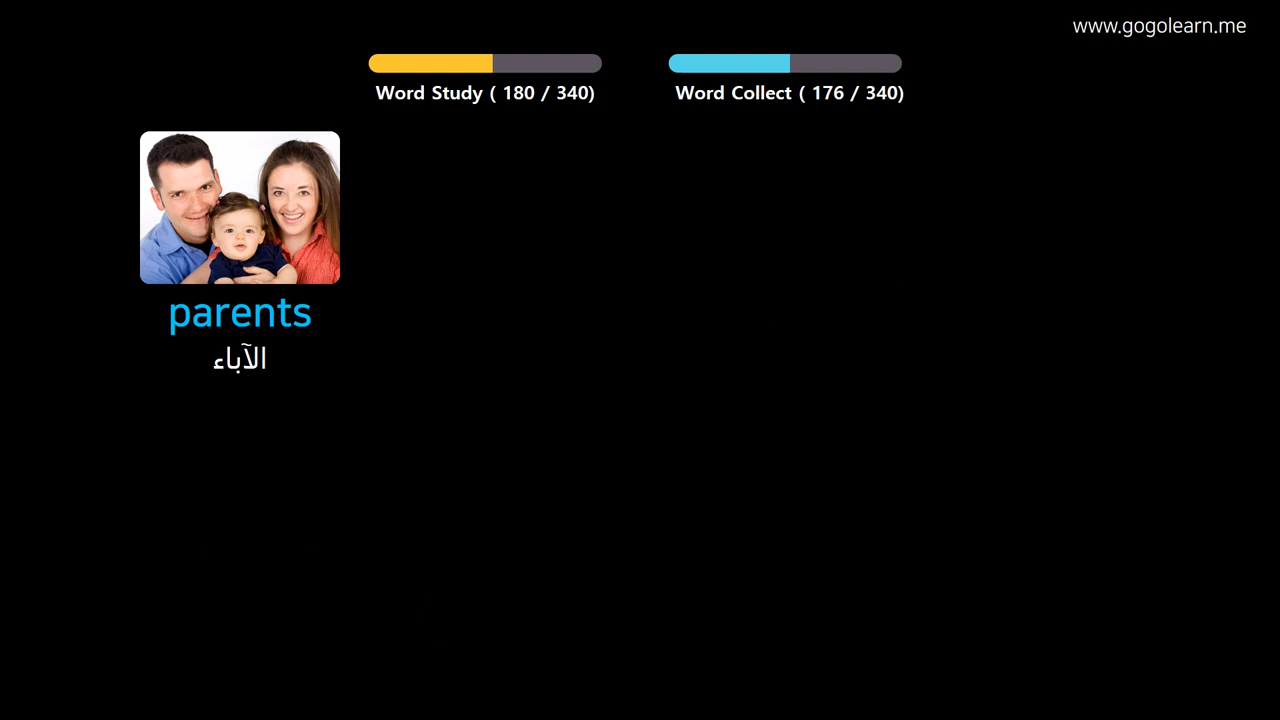 www.gogolearn.me
Word Study ( 180 / 340)
Word Collect ( 176 / 340)
parents
الآباء